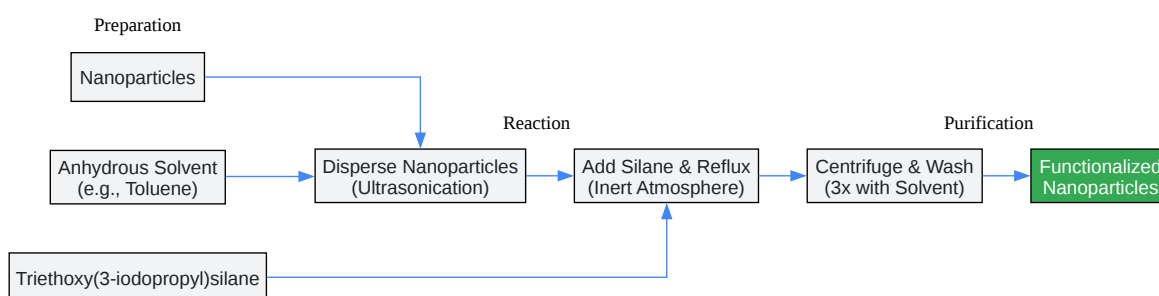 Preparation
Nanoparticles
Reaction
Purification
Anhydrous Solvent
(e.g., Toluene)
Disperse Nanoparticles
(Ultrasonication)
Add Silane & Reflux
(Inert Atmosphere)
Centrifuge & Wash
(3x with Solvent)
Functionalized
Nanoparticles
Triethoxy(3-iodopropyl)silane